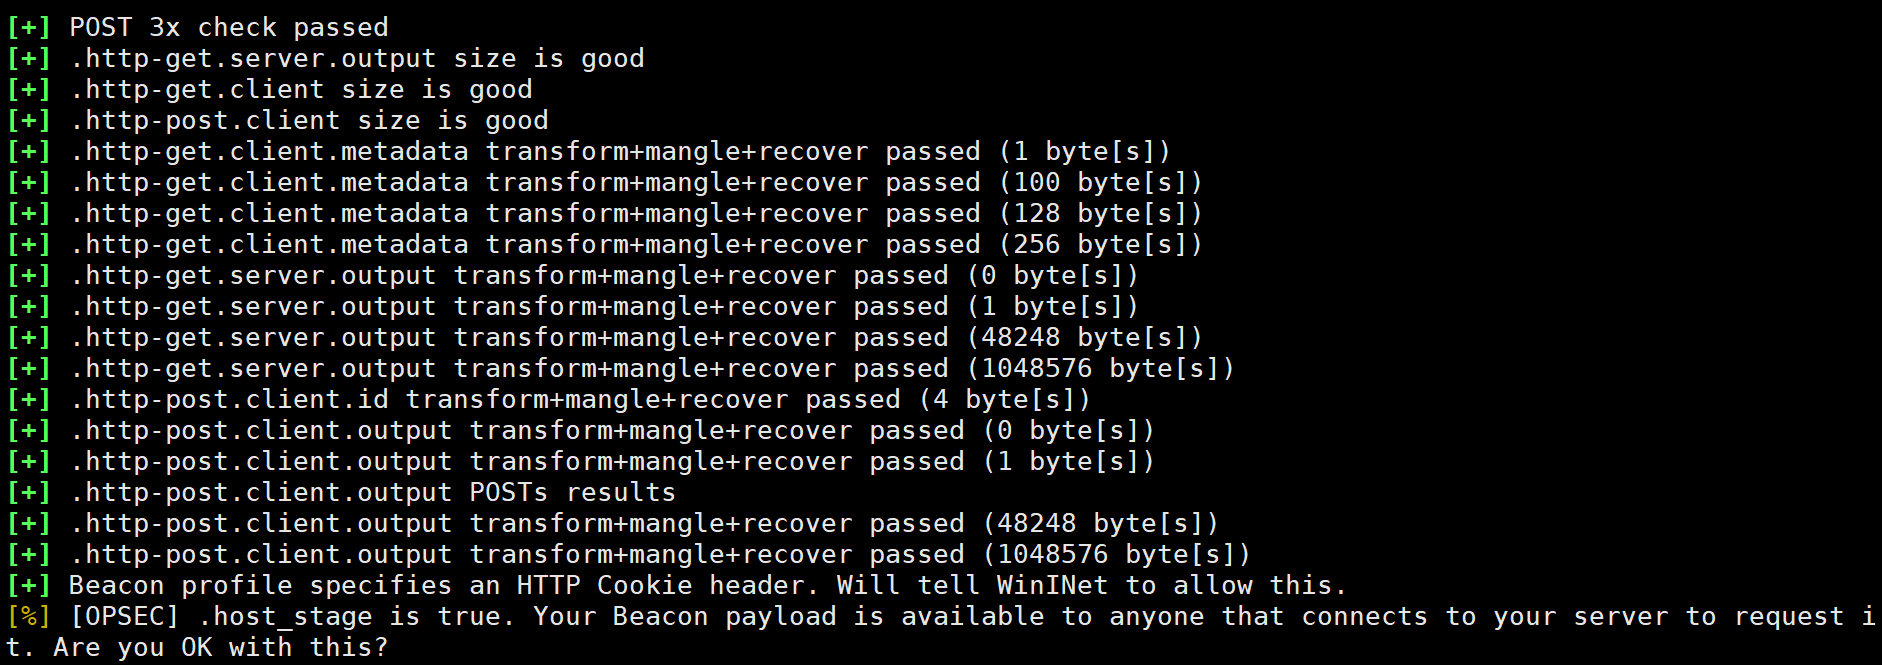 [+] POST 3x check passed
[+] .http-get.server.output size is good
[+] .http-get.client size is good
[+] .http-post.client size is good
[+] .http-get.client.metadata transform+mangle+recover passed (1 byte[s])
[+] .http-get.client.metadata transform+mangle+recover passed (100 byte[s])
[+] .http-get.client.metadata transform+mangle+recover passed (128 byte[s])
[+] .http-get.client.metadata transform+mangle+recover passed (256 byte[s])
[+] .http-get.server.output transform+mangle+recover passed (0 byte[s])
[+] .http-get.server.output transform+mangle+recover passed (1 byte[s])
[+] .http-get.server.output transform+mangle+recover passed (48248 byte[s])
[+] .http-get.server.output transform+mangle+recover passed (1048576 byte[s])
[+] .http-post.client.id transform+mangle+recover passed (4 byte[s])
[+] .http-post.client.output transform+mangle+recover passed (0 byte[s])
[+] .http-post.client.output transform+mangle+recover passed (1 byte[s])
[+] .http-post.client.output POSTs results
[+] .http-post.client.output transform+mangle+recover passed (48248 byte[s])
[+] .http-post.client.output transform+mangle+recover passed (1048576 byte[s])
[+] Beacon profile specifies an HTTP Cookie header. Will tell WinINet to allow this.
[%] [OPSEC] .host_stage is true. Your Beacon payload is available to anyone that connects to your server to request i
t. Are you OK with this?